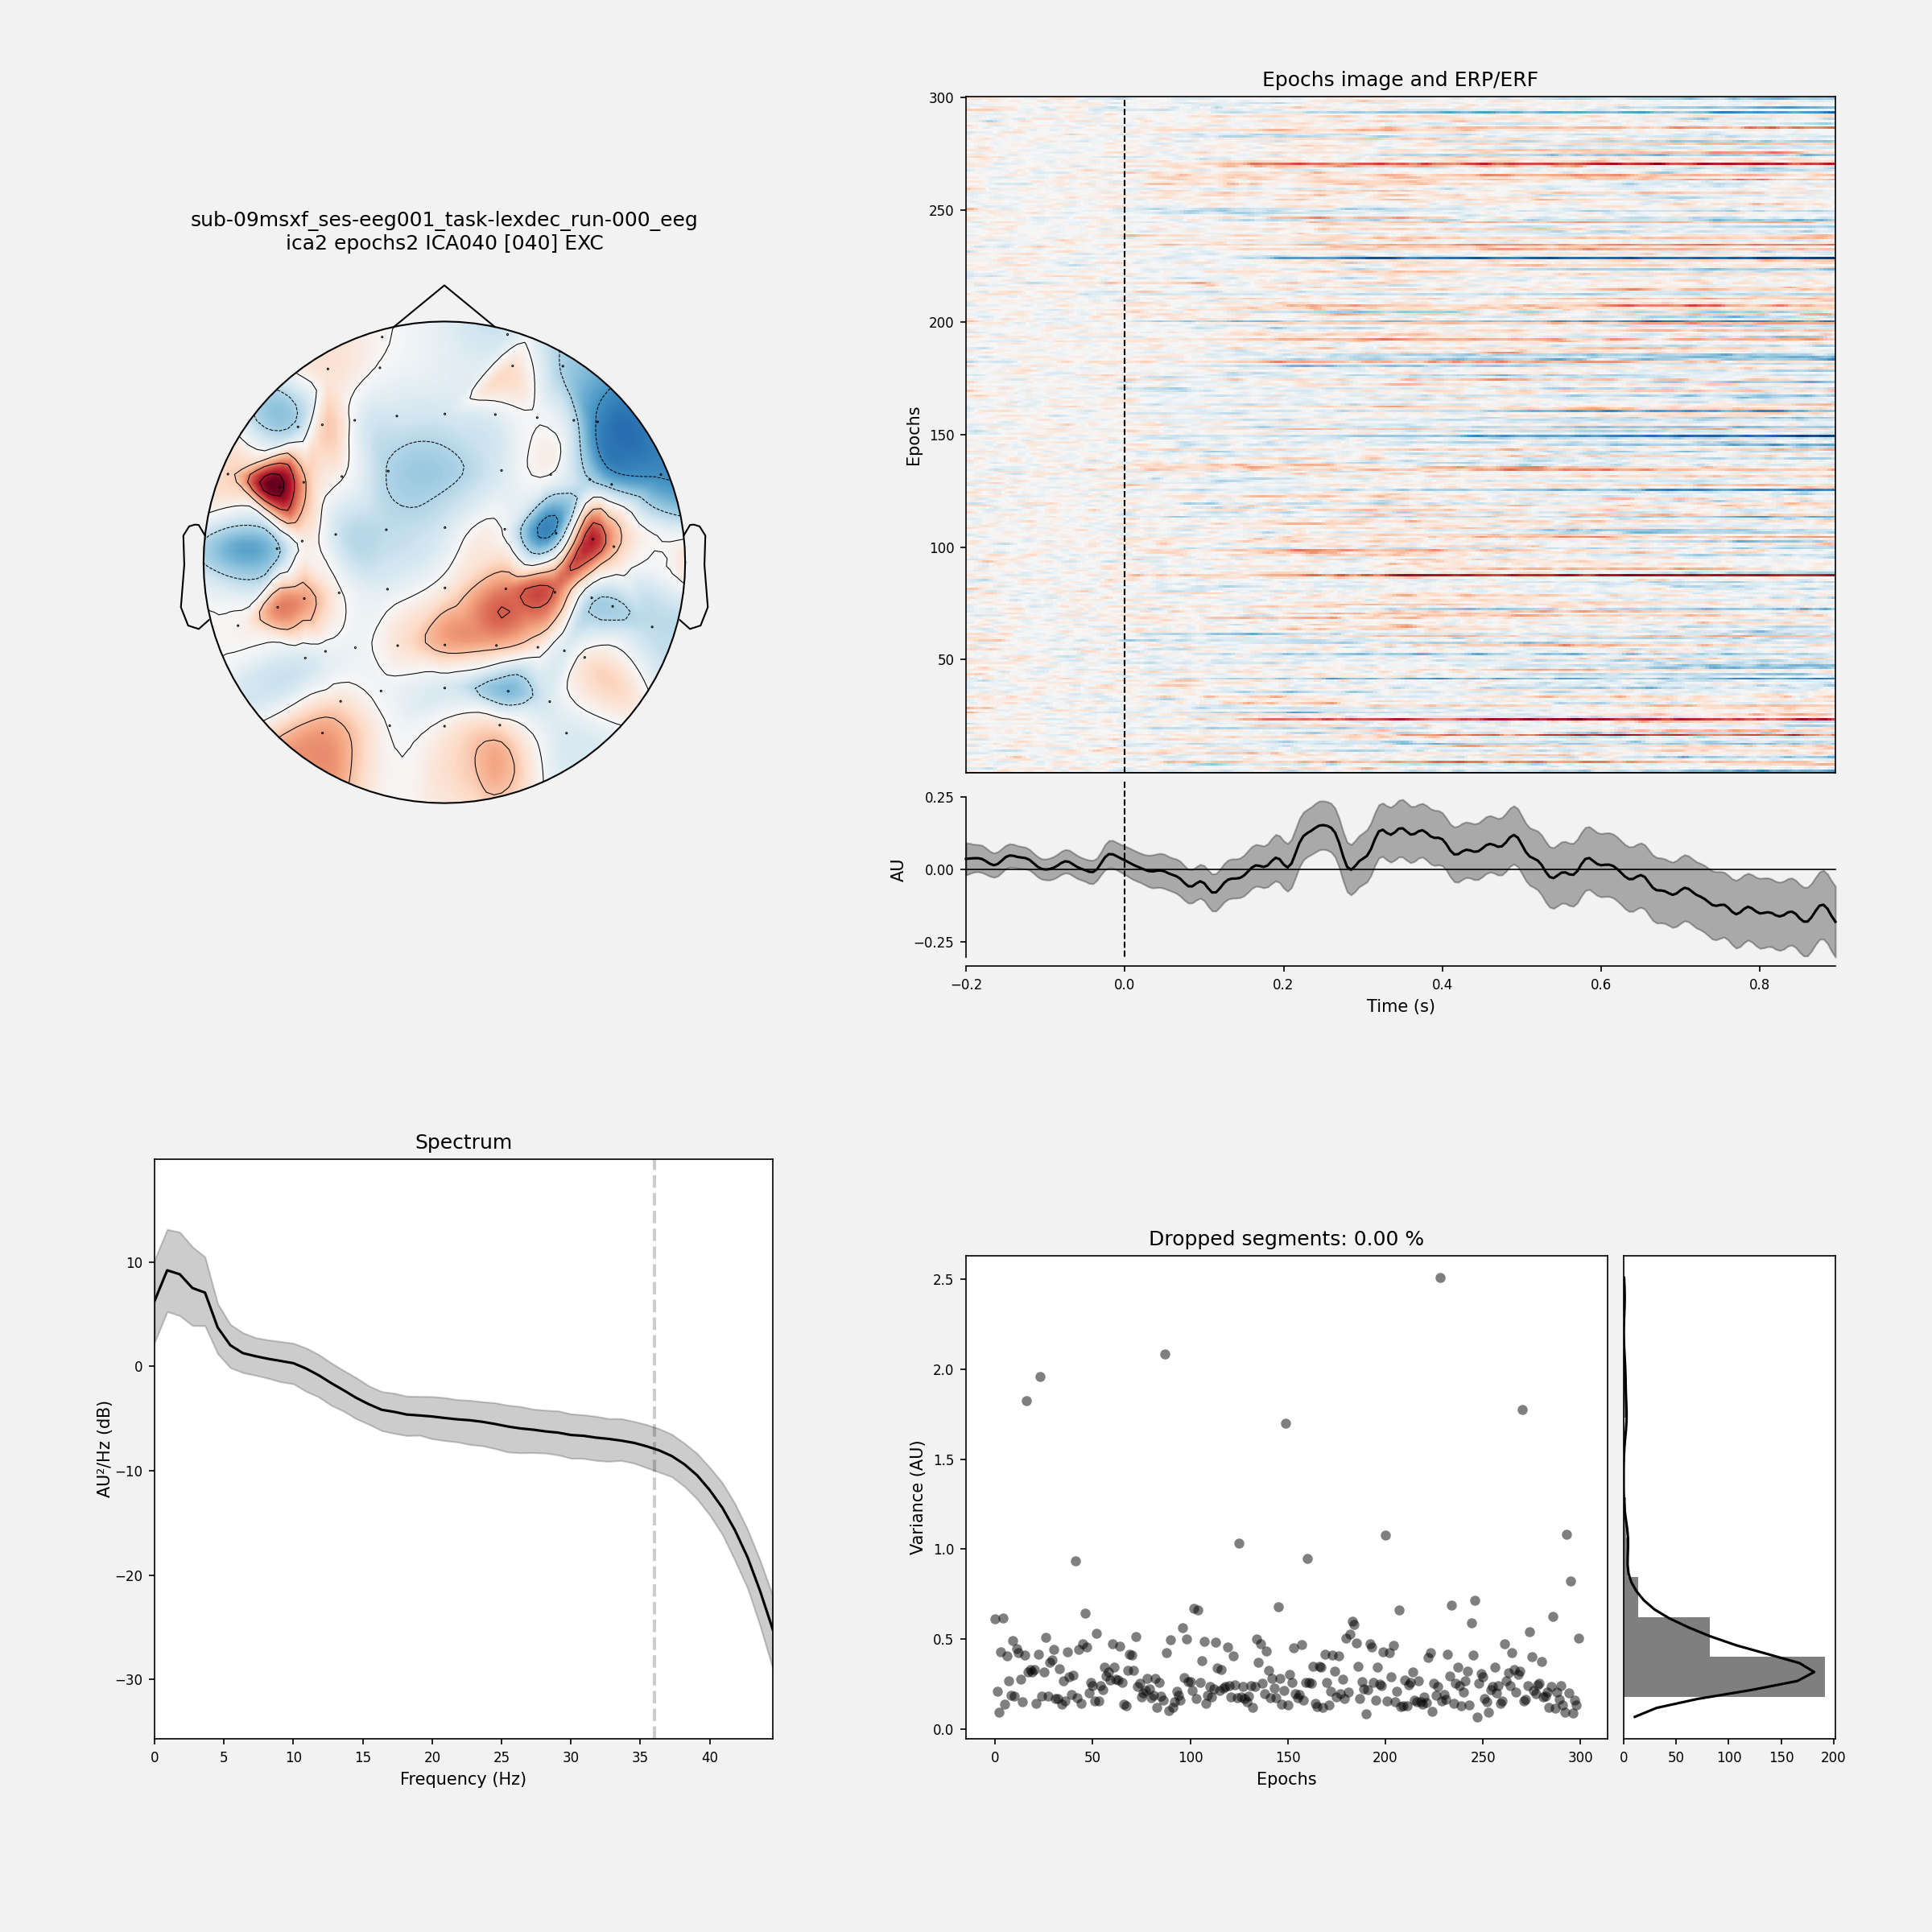 sub-09msxf_ses-eeg001_task-lexdec_run-000_eeg
ica2 epochs2 ICA040 [040] EXC
Epochs image and ERP/ERF
300
250
200
150
100
50
Epochs
0.25
0.00
−0.25
AU
−0.2 0.0 0.2 0.4 0.6 0.8
Time (s)
Spectrum
10
0
−10
−20
−30
AU²/Hz (dB)
0 5 10 15 20 25 30 35 40
Frequency (Hz)
Dropped segments: 0.00 %
2.5
2.0
1.5
1.0
0.5
0.0
Variance (AU)
0 50 100 150 200 250 300
Epochs
0 50 100 150 200